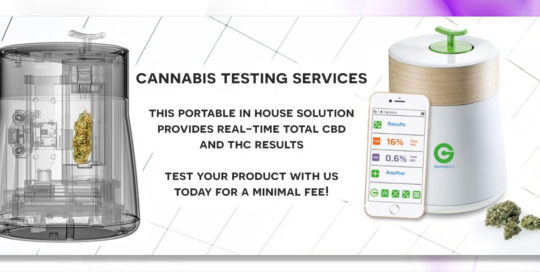 CANNABIS TESTING SERVICES
THIS PORTABLE IN HOUSE SOLUTION
PROVIDES REAL-TIME TOTAL CBD
AND THC RESULTS
TEST YOUR PRODUCT WITH US
TODAY FOR A MINIMAL FEE!
Results
16%
0.6%
Another